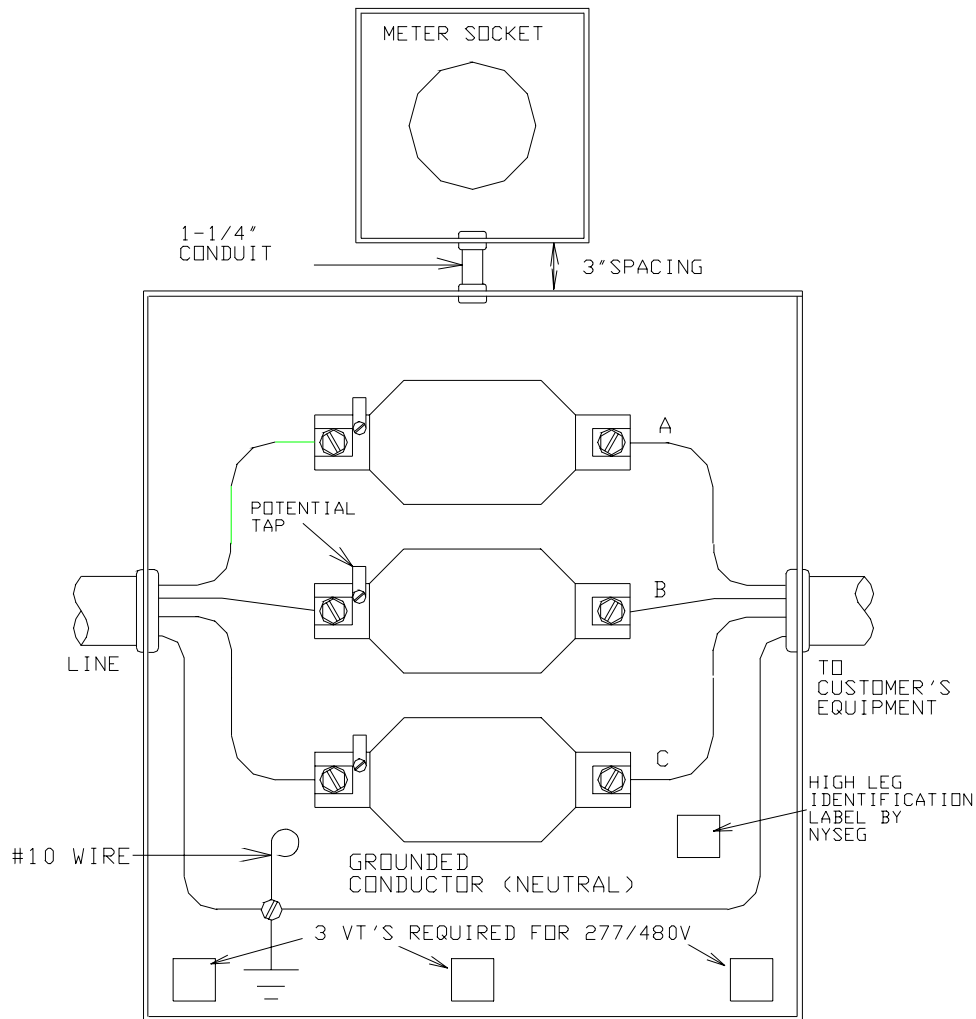 METER SOCKET
1-1/4"
CONDUIT
3"SPACING
A
POTENTIAL
TAP
B
LINE
TO
CUSTOMER'S
EQUIPMENT
C
HIGH LEG
IDENTIFICATION
LABEL BY
NYSEG
#10 WIRE
GROUNDED
CONDUCTOR (NEUTRAL)
3 VT'S REQUIRED FOR 277/480V